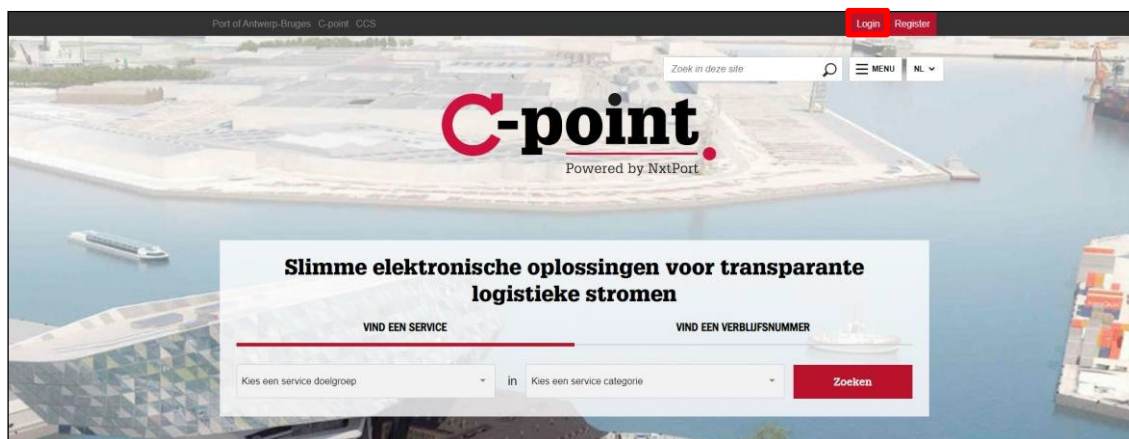 Port of Antwerp-Bruges C-point CCS Login Register
Zoek in deze site MENU NL
C-point.
Powered by NxtPort
Slimme elektronische oplossingen voor transparante
logistieke stromen
VIND EEN SERVICE VIND EEN VERBLIJFSNUMMER
Kies een service doelgroep in Kies een service categorie Zoeken